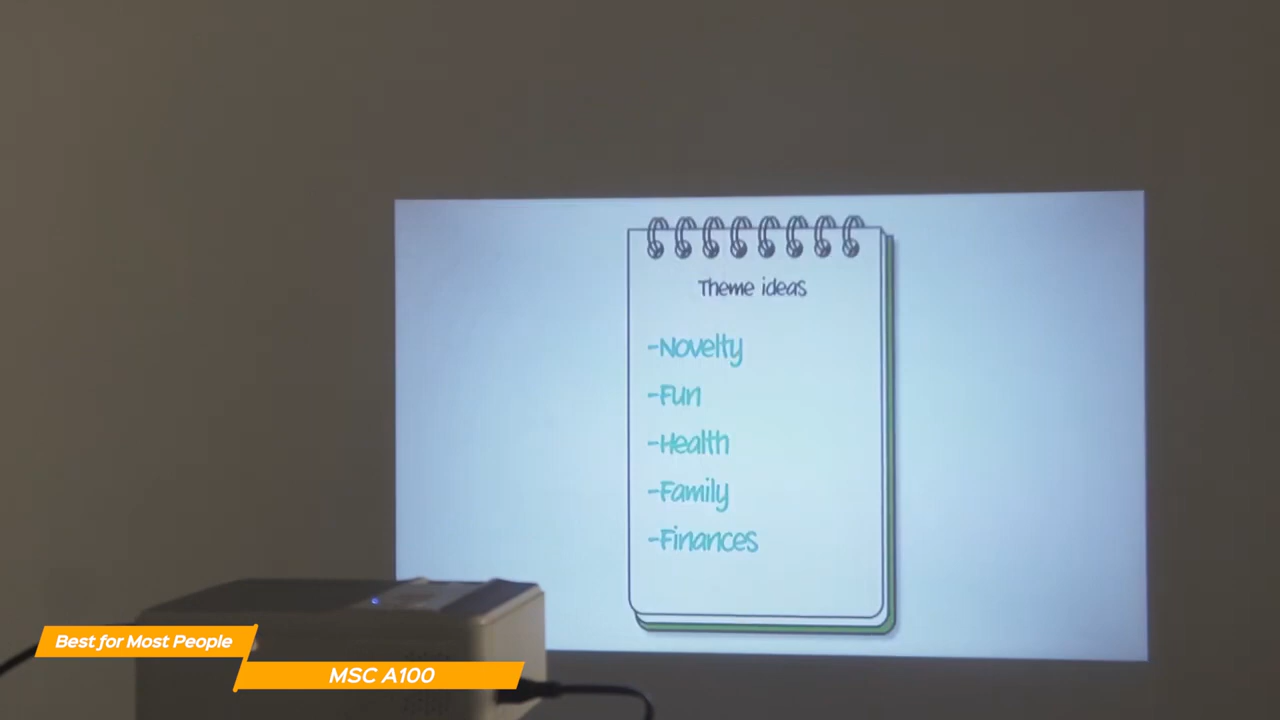 Theme ideas
-Novelty
-Fun
-Health
-Family
-Finances
Best for Most People
MSC A100